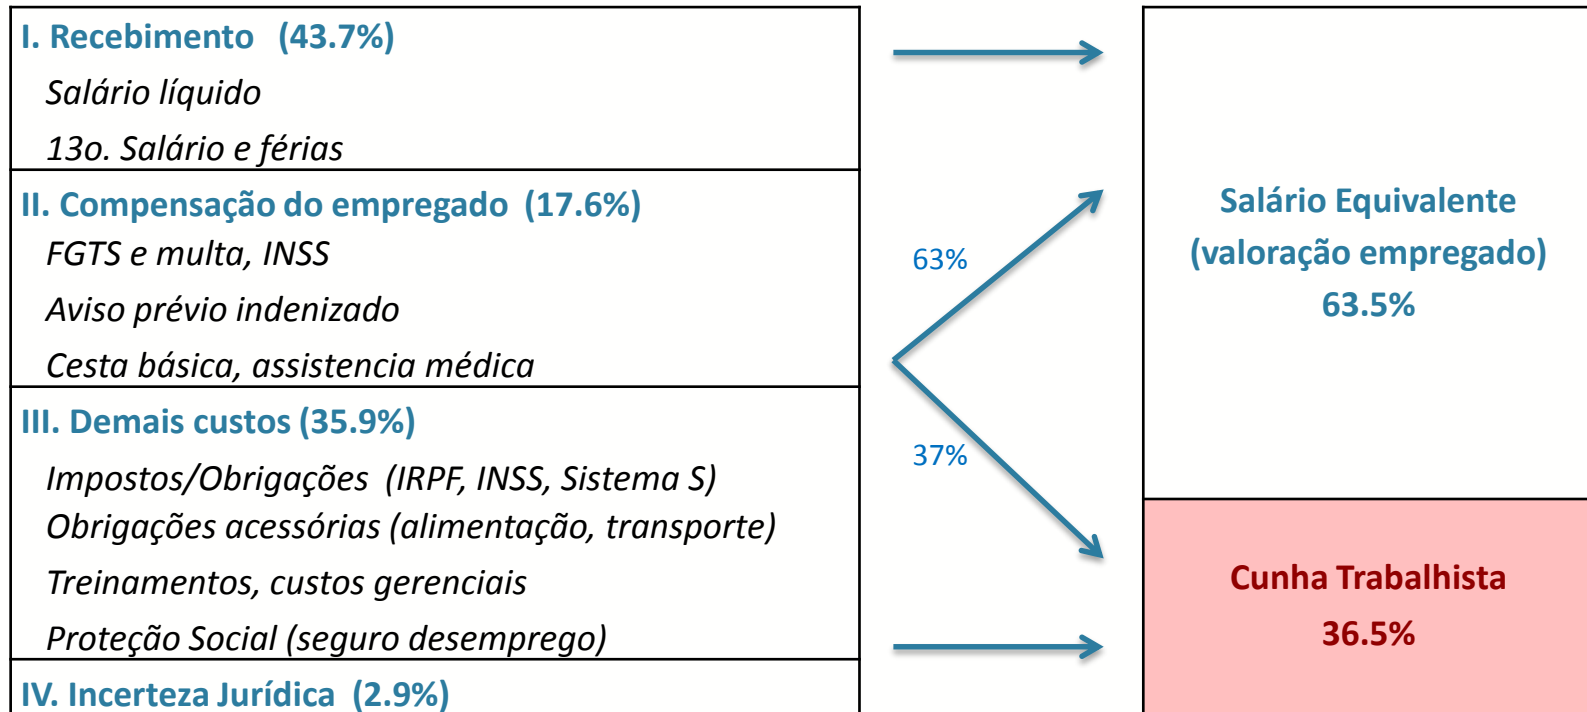 I. Recebimento (43.7%)
Salário líquido
13o. Salário e férias
II. Compensação do empregado (17.6%)
FGTS e multa, INSS
Aviso prévio indenizado
Cesta básica, assistencia médica
III. Demais custos (35.9%)
Impostos/Obrigações (IRPF, INSS, Sistema S)
Obrigações acessórias (alimentação, transporte)
Treinamentos, custos gerenciais
Proteção Social (seguro desemprego)
IV. Incerteza Jurídica (2.9%)
63%
37%
Salário Equivalente
(valoração empregado)
63.5%
Cunha Trabalhista
36.5%